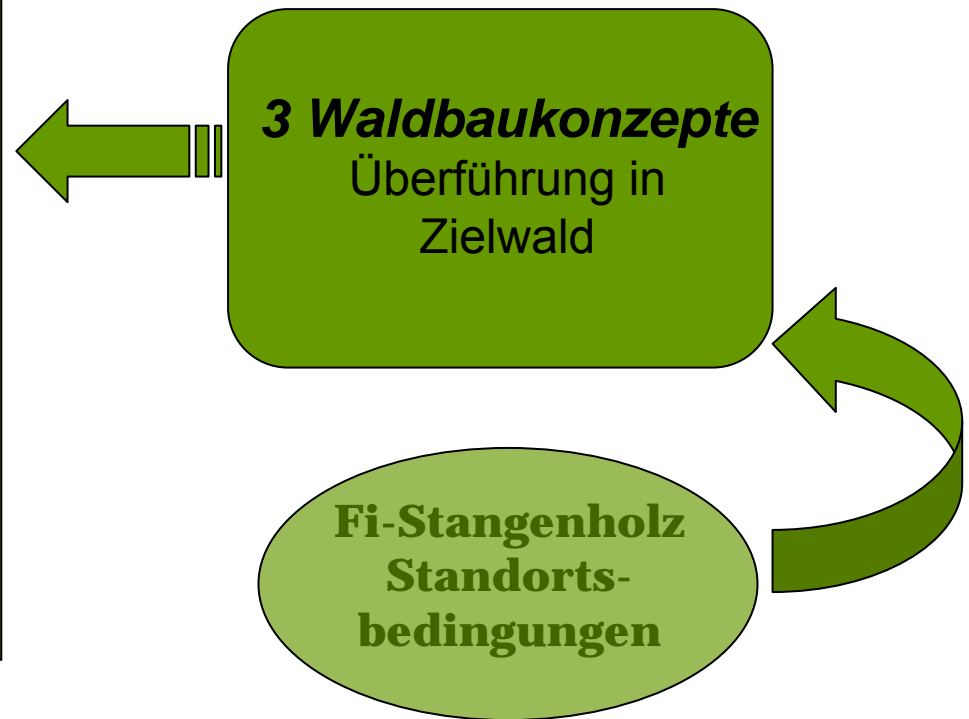 3 Waldbaukonzepte
Überführung in
Zielwald
Fi-Stangenholz
Standorts-
bedingungen